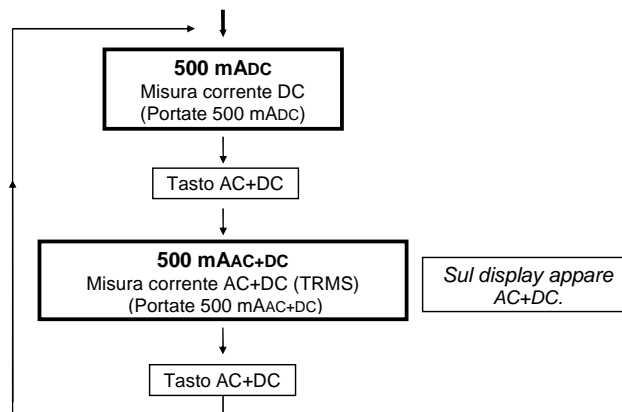 500 mADC
Misura corrente DC
(Portate 500 mADC)
Tasto AC+DC
500 mAAC+DC
Misura corrente AC+DC (TRMS)
(Portate 500 mAAC+DC)
Sul display appare
AC+DC.
Tasto AC+DC